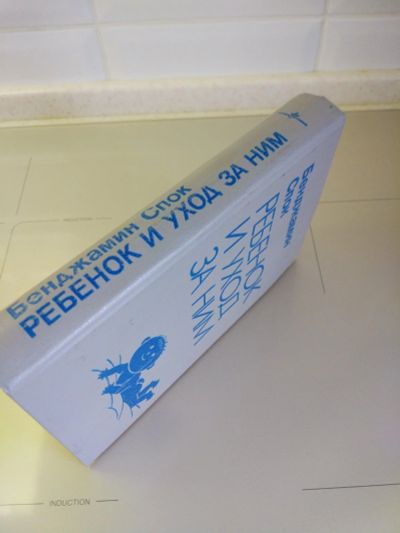 Бенджамин Спок
РЕБЕНОК И УХОД ЗА НИМ
Бенджамин
Спок
РЕБЕНОК
И УХОД
ЗА НИМ
INDUCTION